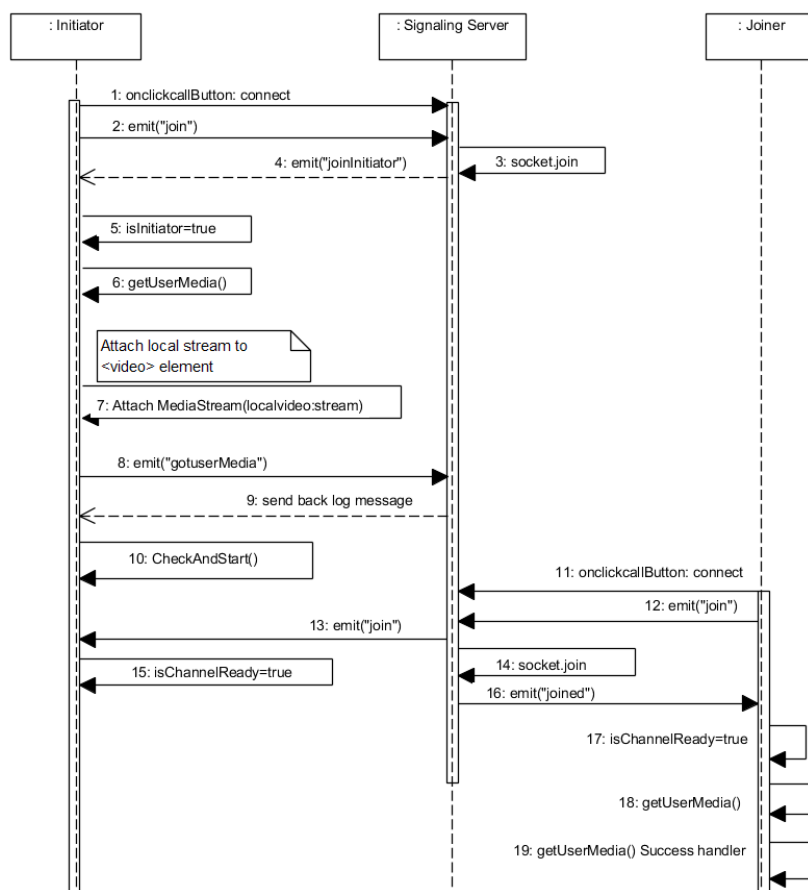 : Initiator
: Signaling Server
: Joiner
1: onclickcallButton: connect
2: emit("join")
3: socket.join
4: emit("joinInitiator")
5: isInitiator=true
6: getUserMedia()
Attach local stream to
<video> element
7: Attach MediaStream(localvideo:stream)
8: emit("gotuserMedia")
9: send back log message
10: CheckAndStart()
11: onclickcallButton: connect
12: emit("join")
13: emit("join")
14: socket.join
15: isChannelReady=true
16: emit("joined")
17: isChannelReady=true
18: getUserMedia()
19: getUserMedia() Success handler